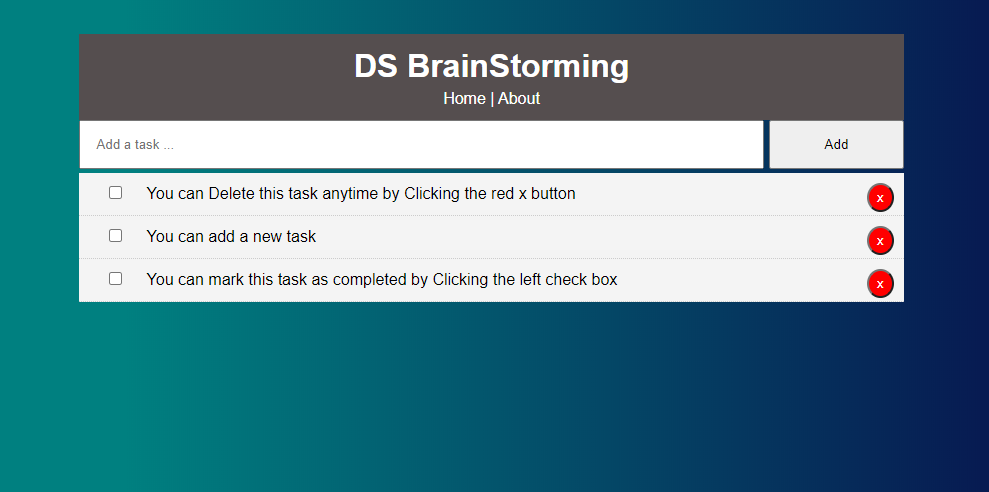 DS BrainStorming
Home | About
Add a task ...
Add
You can Delete this task anytime by Clicking the red x button
x
You can add a new task
x
You can mark this task as completed by Clicking the left check box
x